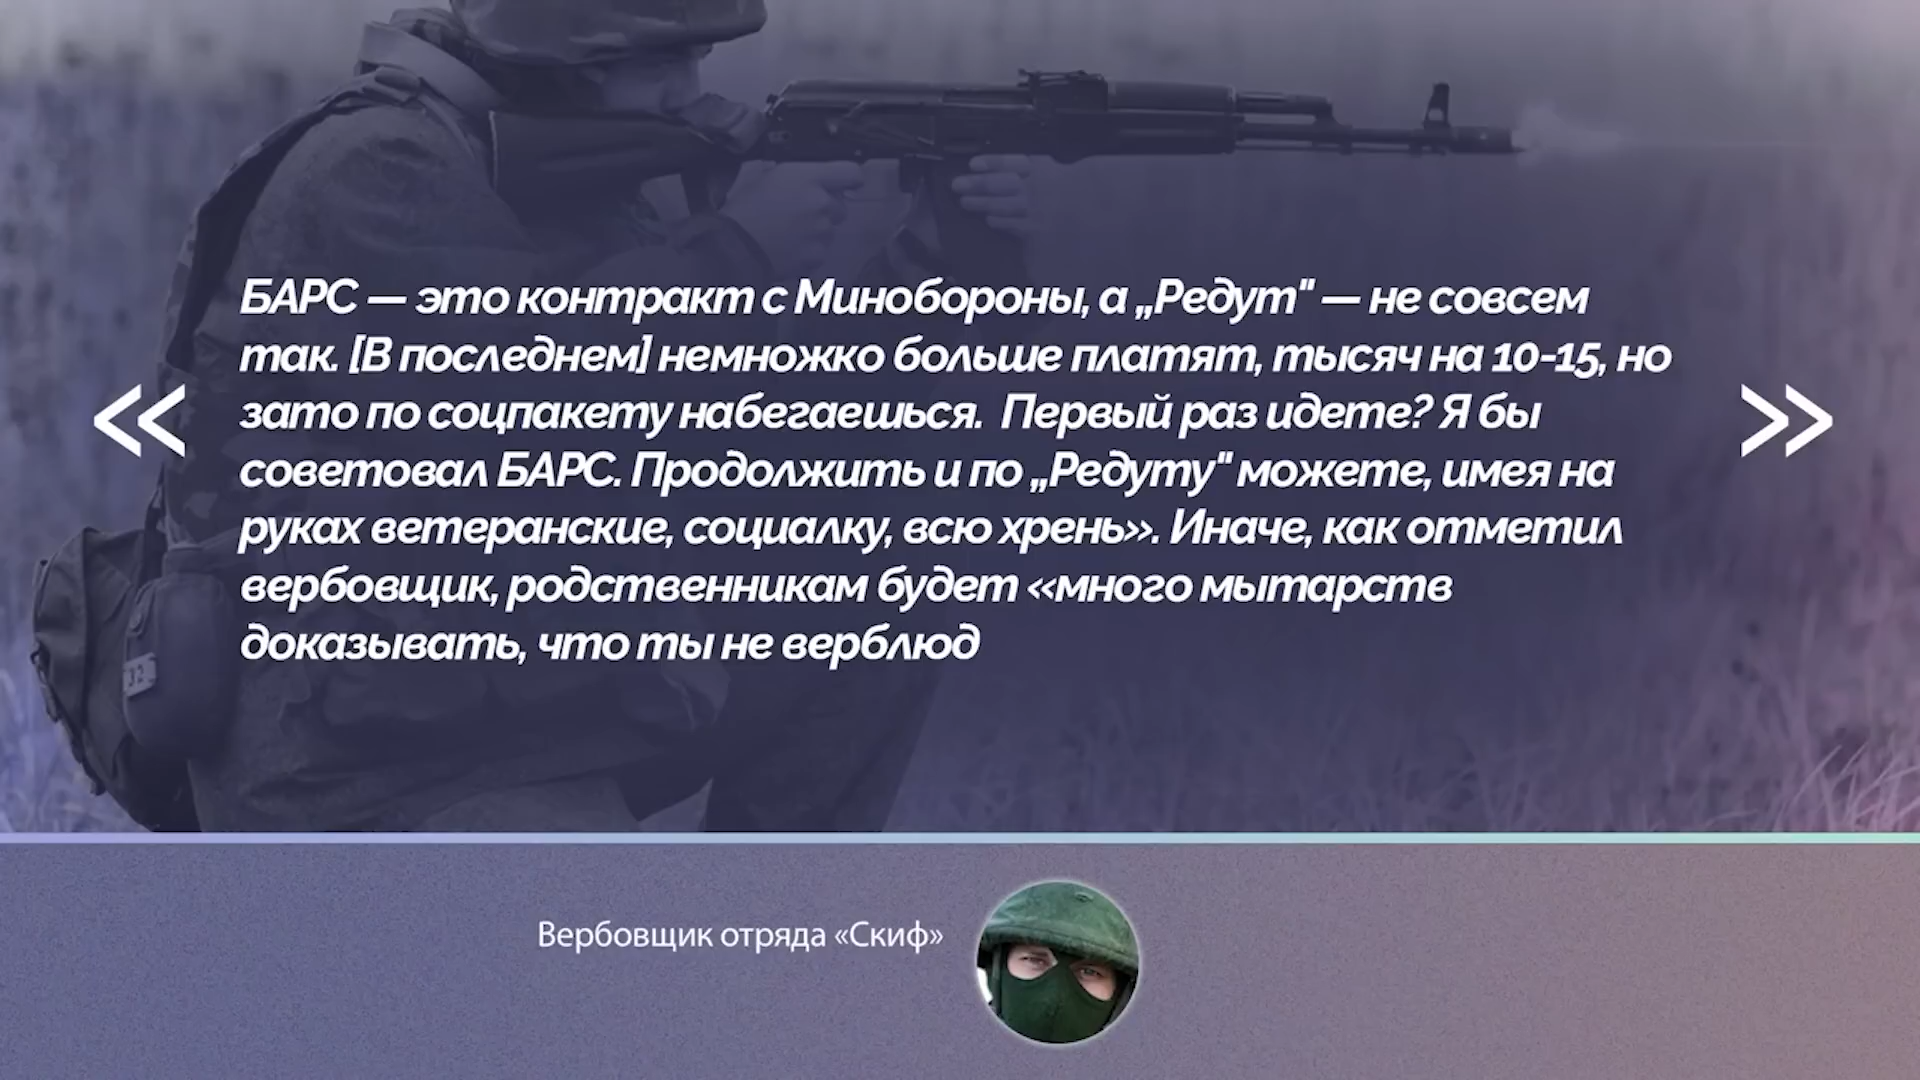 БАРС — это контракт с Минобороны, а „Редут" — не совсем
так. [В последнем] немножко больше платят, тысяч на 10-15, но
« зато по соцпакету набегаешься. Первый раз идете? Я бы »
советовал БАРС. Продолжить и по „Редуту" можете, имея на
руках ветеранские, социалку, всю хрень». Иначе, как отметил
вербовщик, родственникам будет «много мытарств
доказывать, что ты не верблюд
32
Вербовщик отряда «Скиф»